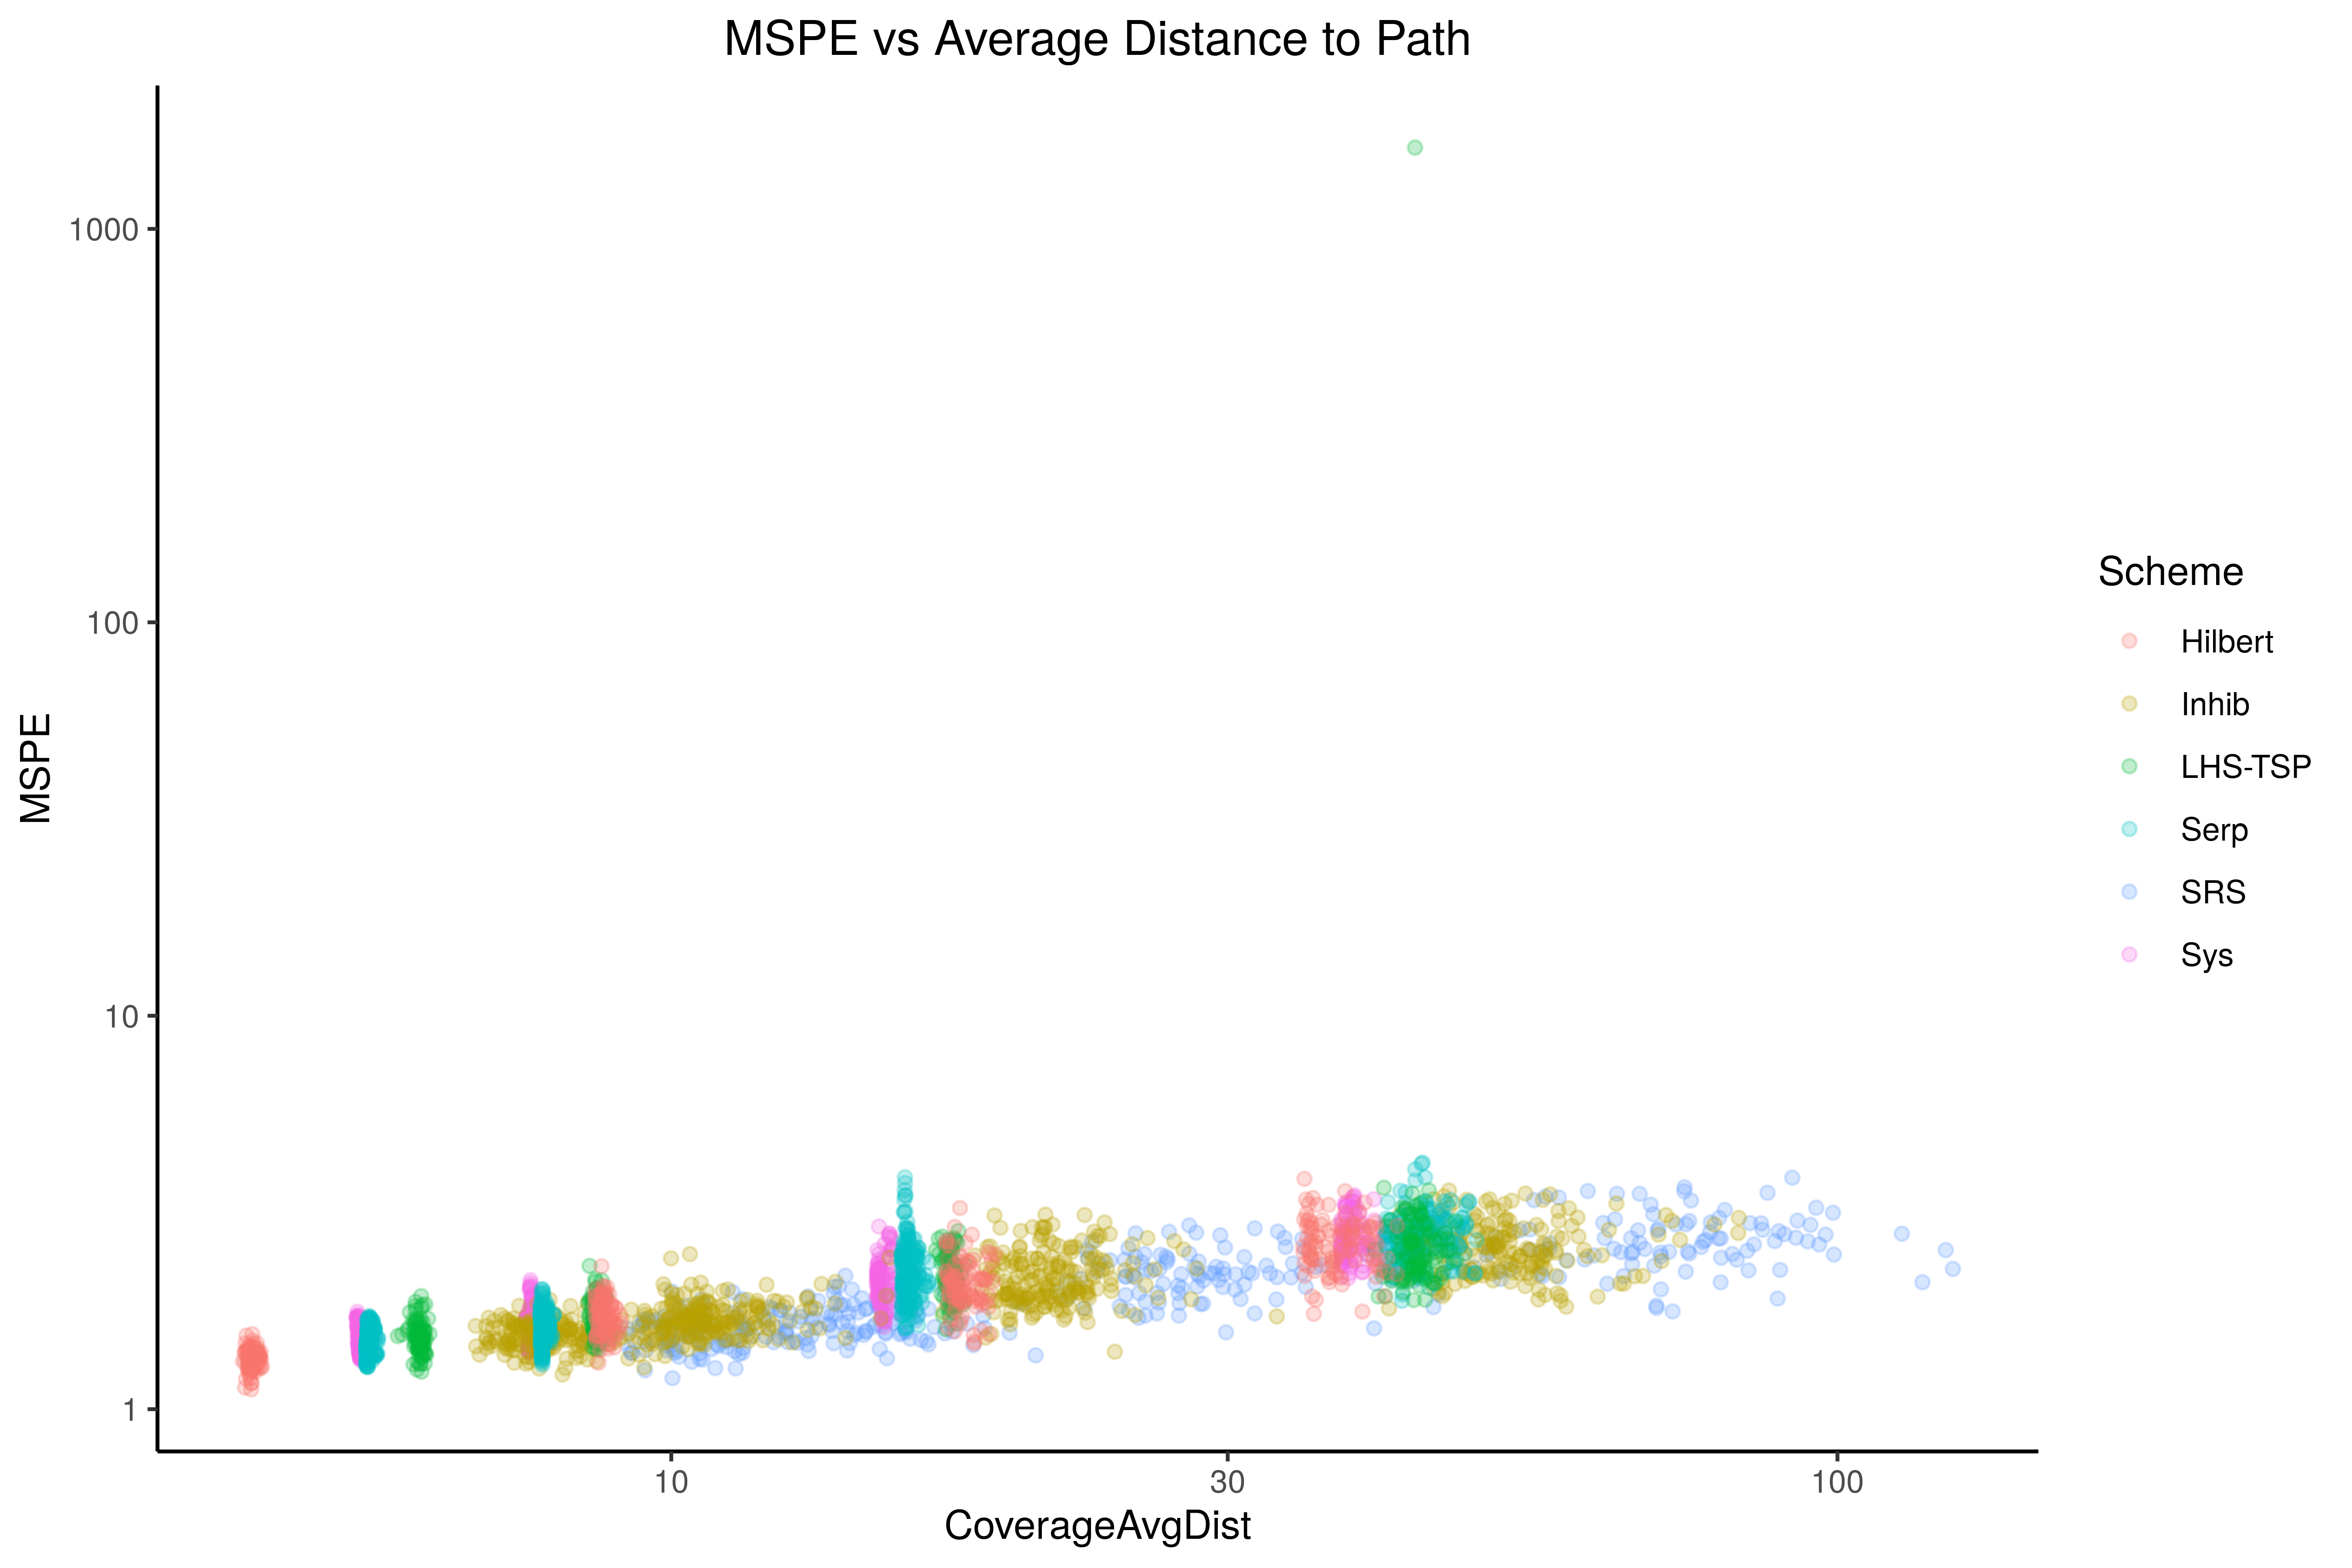 MSPE vs Average Distance to Path
1000
100
10
1
MSPE
10
30
100
CoverageAvgDist
Scheme
Hilbert
Inhib
LHS-TSP
Serp
SRS
Sys